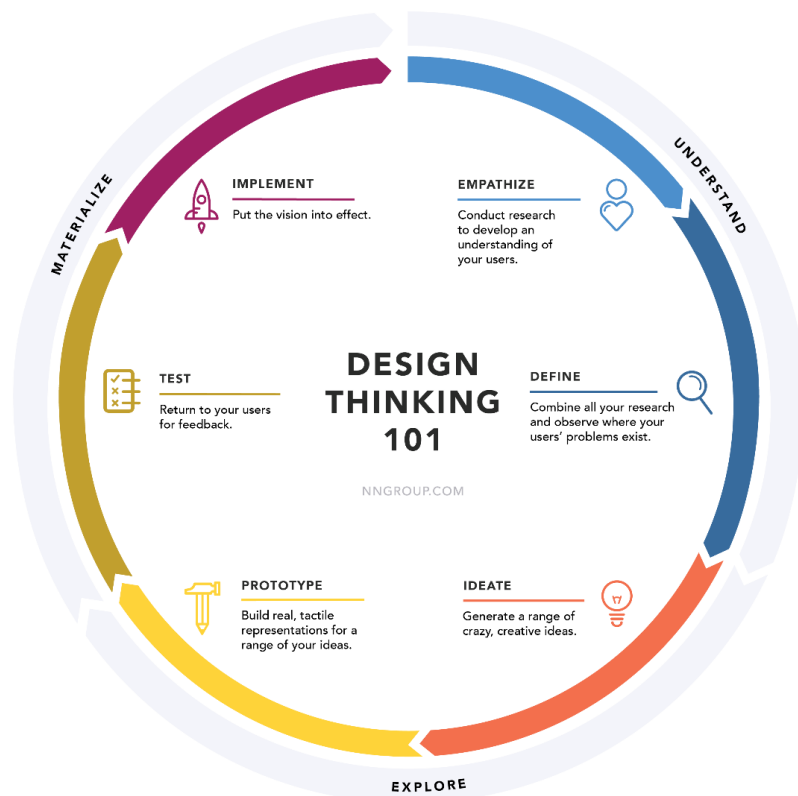 DESIGN
THINKING
101
NNGROUP.COM
UNDERSTAND
EMPATHIZE
Conduct research
to develop an
understanding of
your users.
DEFINE
Combine all your research
and observe where your
users’ problems exist.
EXPLORE
IDEATE
Generate a range of
crazy, creative ideas.
PROTOTYPE
Build real, tactile
representations for a
range of your ideas.
MATERIALIZE
TEST
Return to your users
for feedback.
IMPLEMENT
Put the vision into effect.